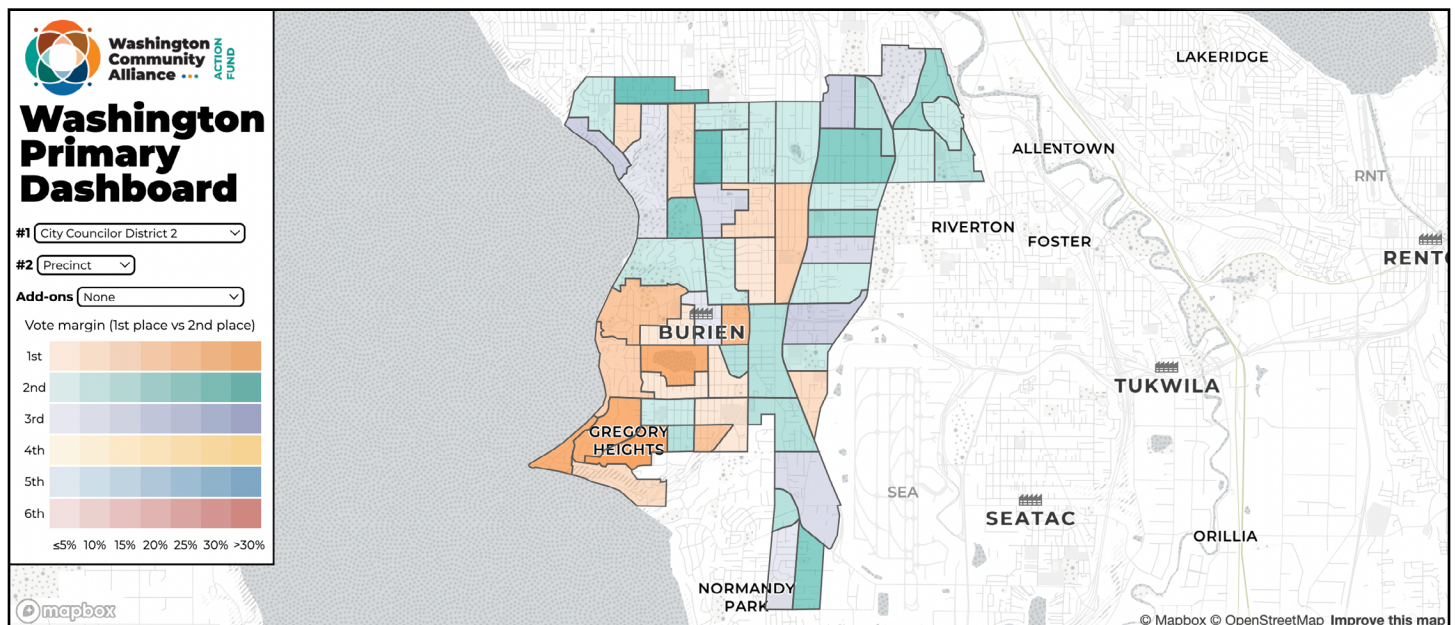 Washington
Community
Alliance
ACTION
FUND
Washington
Primary
Dashboard
#1 City Councilor District 2
#2 Precinct
Add-ons None
Vote margin (1st place vs 2nd place)
1st
2nd
3rd
4th
5th
6th
≤5% 10% 15% 20% 25% 30% >30%
mapbox
LAKERIDGE
ALLENTOWN
RNT
RIVERTON
FOSTER
RENTO
BURIEN
TUKWILA
GREGORY
HEIGHTS
SEA
SEATAC
ORILLIA
NORMANDY
PARK
© Mapbox © OpenStreetMap Improve this map